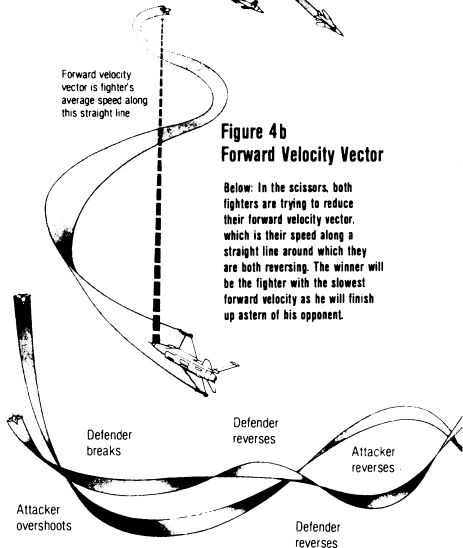 Forward velocity
vector is fighter's
average speed along
this straight line
Figure 4b
Forward Velocity Vector
Below: In the scissors, both
fighters are trying to reduce
their forward velocity vector,
which is their speed along a
straight line around which they
are both reversing. The winner will
be the fighter with the slowest
forward velocity as he will finish
up astern of his opponent.
Defender
breaks
Defender
reverses
Attacker
reverses
Attacker
overshoots
Defender
reverses